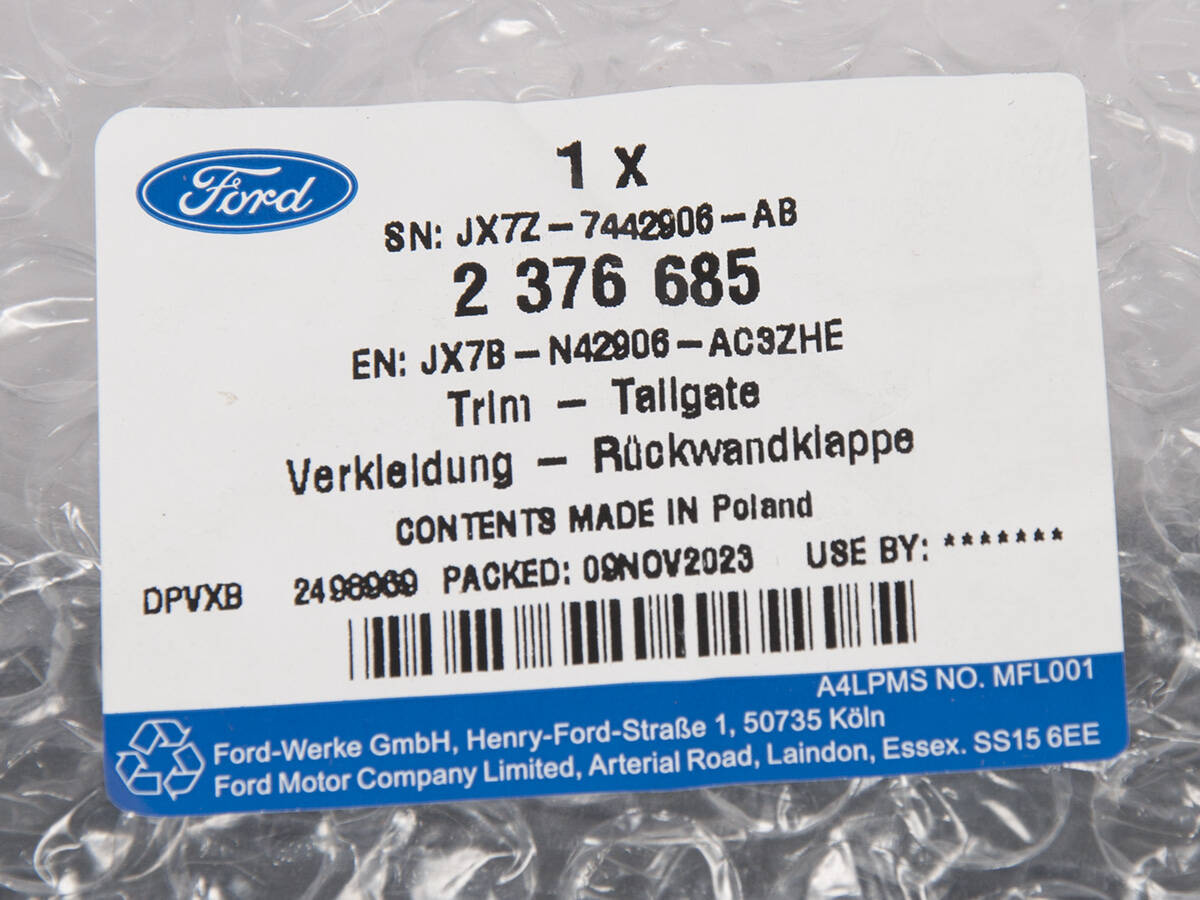 Ford
1 X
SN: JX7Z-7442906-AB
2 376 685
EN: JX7B-N42906-AC3ZHE
Trim - Tailgate
Verkleidung - Rückwandklappe
CONTENTS MADE IN Poland
DPVXB 2498969 PACKED: 09NOV2023 USE BY: *******
A4LPMS NO. MFL001
Ford-Werke GmbH, Henry-Ford-Straße 1, 50735 Köln
Ford Motor Company Limited, Arterial Road, Laindon, Essex. SS15 6EE